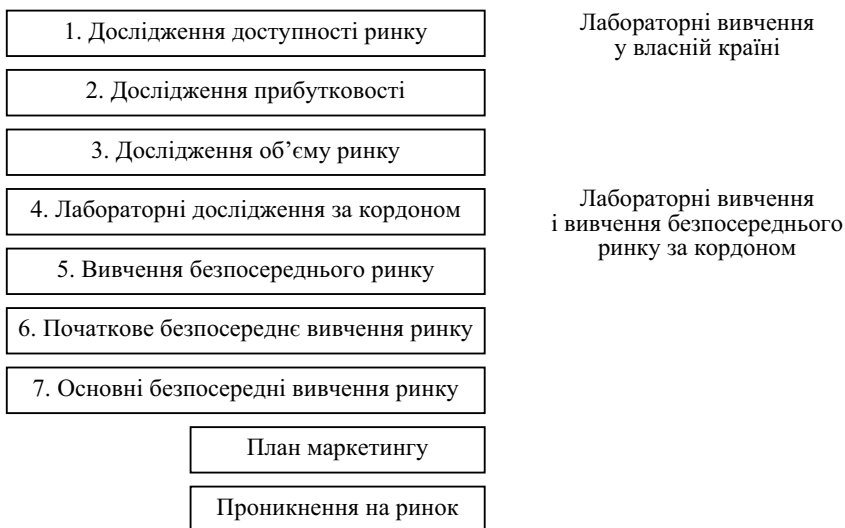 1. Дослідження доступності ринку
Лабораторні вивчення
у власній країні
2. Дослідження прибутковості
3. Дослідження об’єму ринку
4. Лабораторні дослідження за кордоном
Лабораторні вивчення
і вивчення безпосереднього
ринку за кордоном
5. Вивчення безпосереднього ринку
6. Початкове безпосереднє вивчення ринку
7. Основні безпосередні вивчення ринку
План маркетингу
Проникнення на ринок